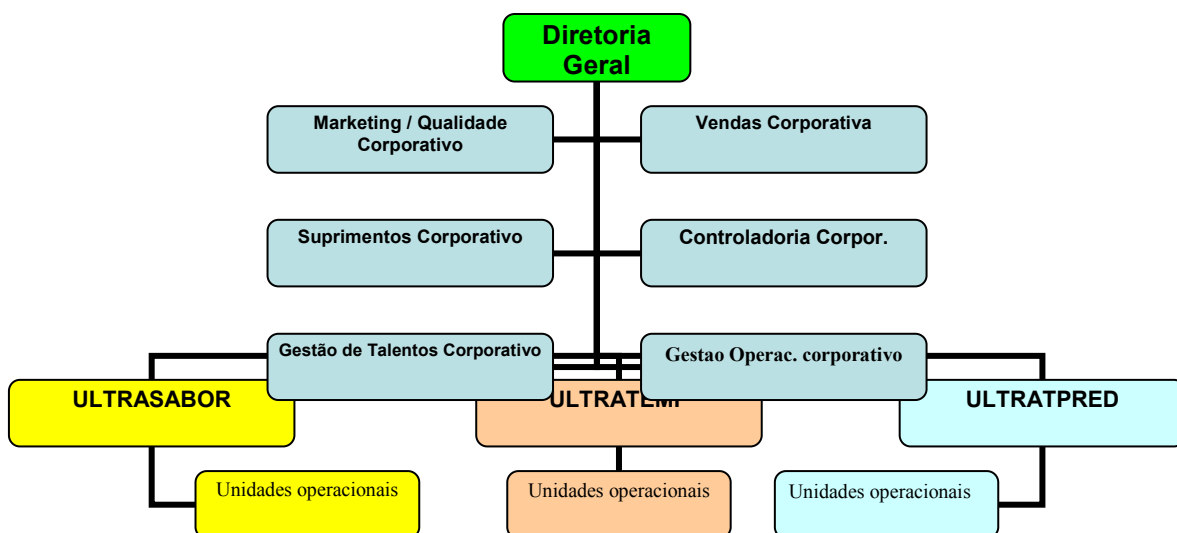 Diretoria
Geral
Marketing / Qualidade
Corporativo
Vendas Corporativa
Suprimentos Corporativo
Controladoria Corpor.
Gestão de Talentos Corporativo
Gestao Operac. corporativo
ULTRASABOR
ULTRATPRED
Unidades operacionais
Unidades operacionais
Unidades operacionais